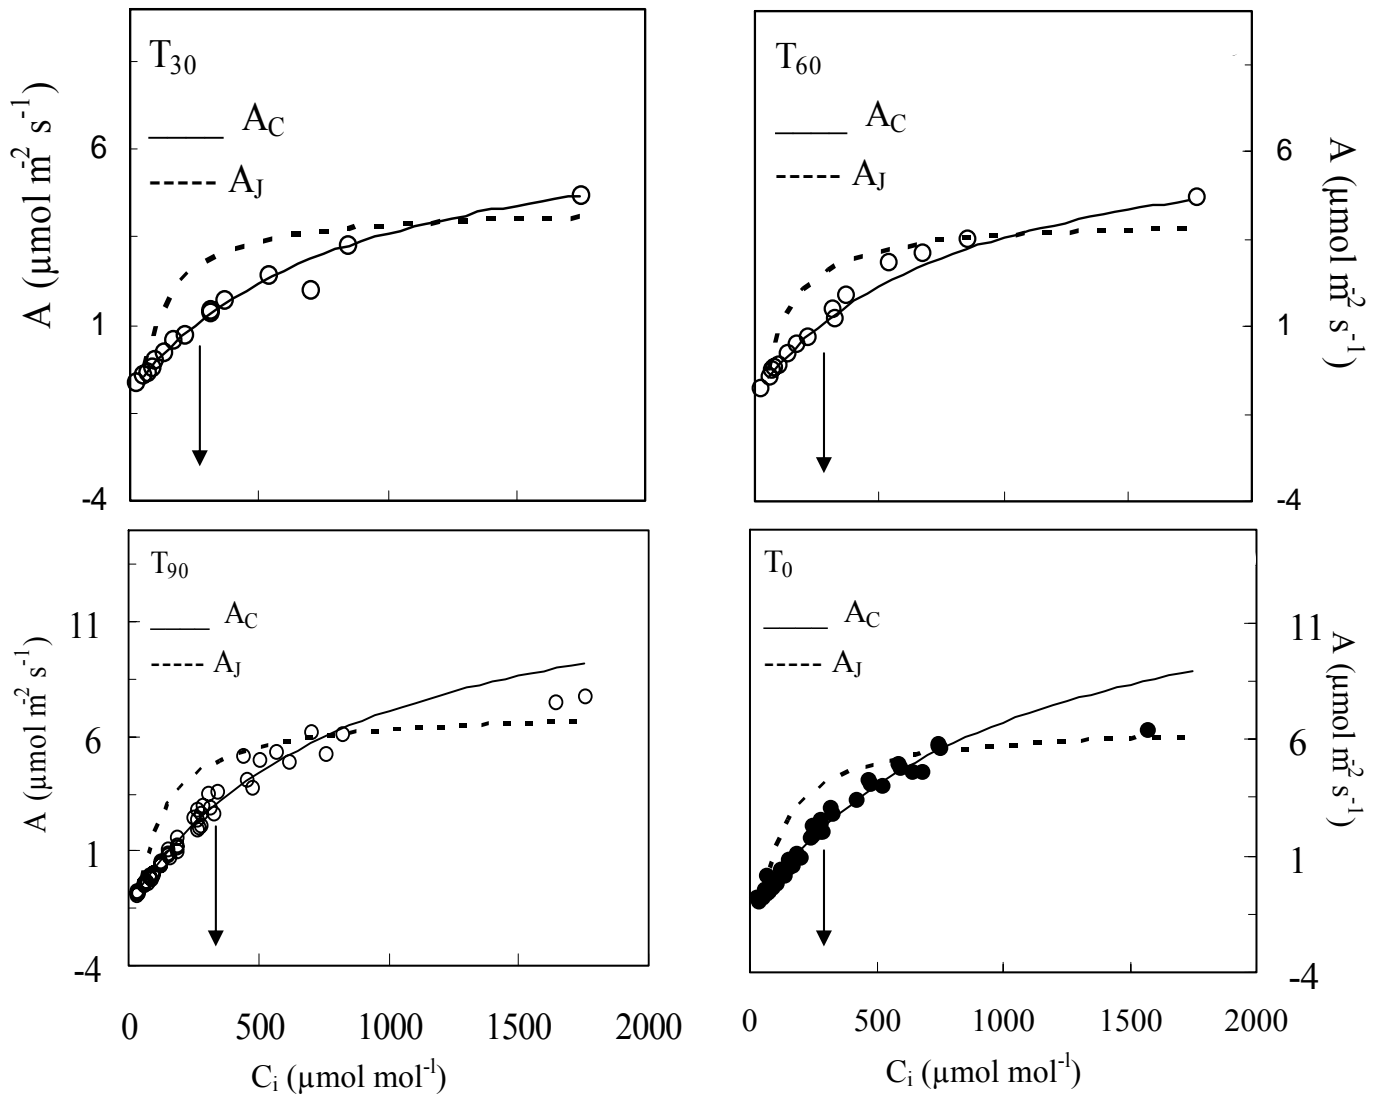 T30
AC
AJ
A (µmol m-2 s-1)
6
1
-4
T60
AC
AJ
A (µmol m-2 s-1)
6
1
-4
T90
AC
AJ
A (µmol m-2 s-1)
11
6
1
-4
0 500 1000 1500 2000
Ci (µmol mol-1)
T0
AC
AJ
A (µmol m-2 s-1)
11
6
1
-4
0 500 1000 1500 2000
Ci (µmol mol-1)